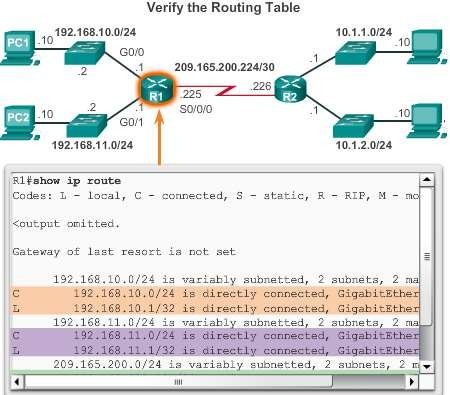 Verify the Routing Table
192.168.10.0/24
10.1.1.0/24
PC1
.10
G0/0
.10
.2
.1
209.165.200.224/30
.1
.226
R1
.225
R2
S0/0/0
PC2
.10
.2
.1
G0/1
.1
.10
192.168.11.0/24
10.1.2.0/24
R1#show ip route
Codes: L - local, C - connected, S - static, R - RIP, M - mo
<output omitted.
Gateway of last resort is not set
192.168.10.0/24 is variably subnetted, 2 subnets, 2 ma
C 192.168.10.0/24 is directly connected, GigabitEther
L 192.168.10.1/32 is directly connected, GigabitEther
192.168.11.0/24 is variably subnetted, 2 subnets, 2 ma
C 192.168.11.0/24 is directly connected, GigabitEther
L 192.168.11.1/32 is directly connected, GigabitEther
209.165.200.0/24 is variably subnetted, 2 subnets, 2 m